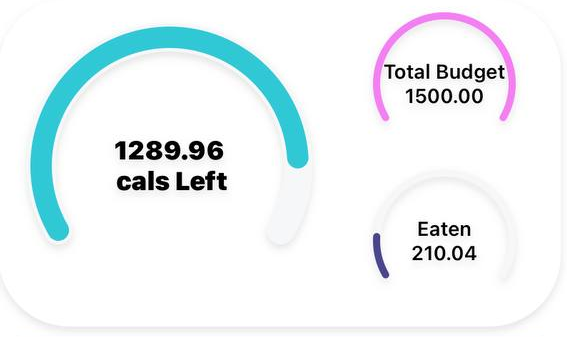 1289.96
cals Left
Total Budget
1500.00
Eaten
210.04